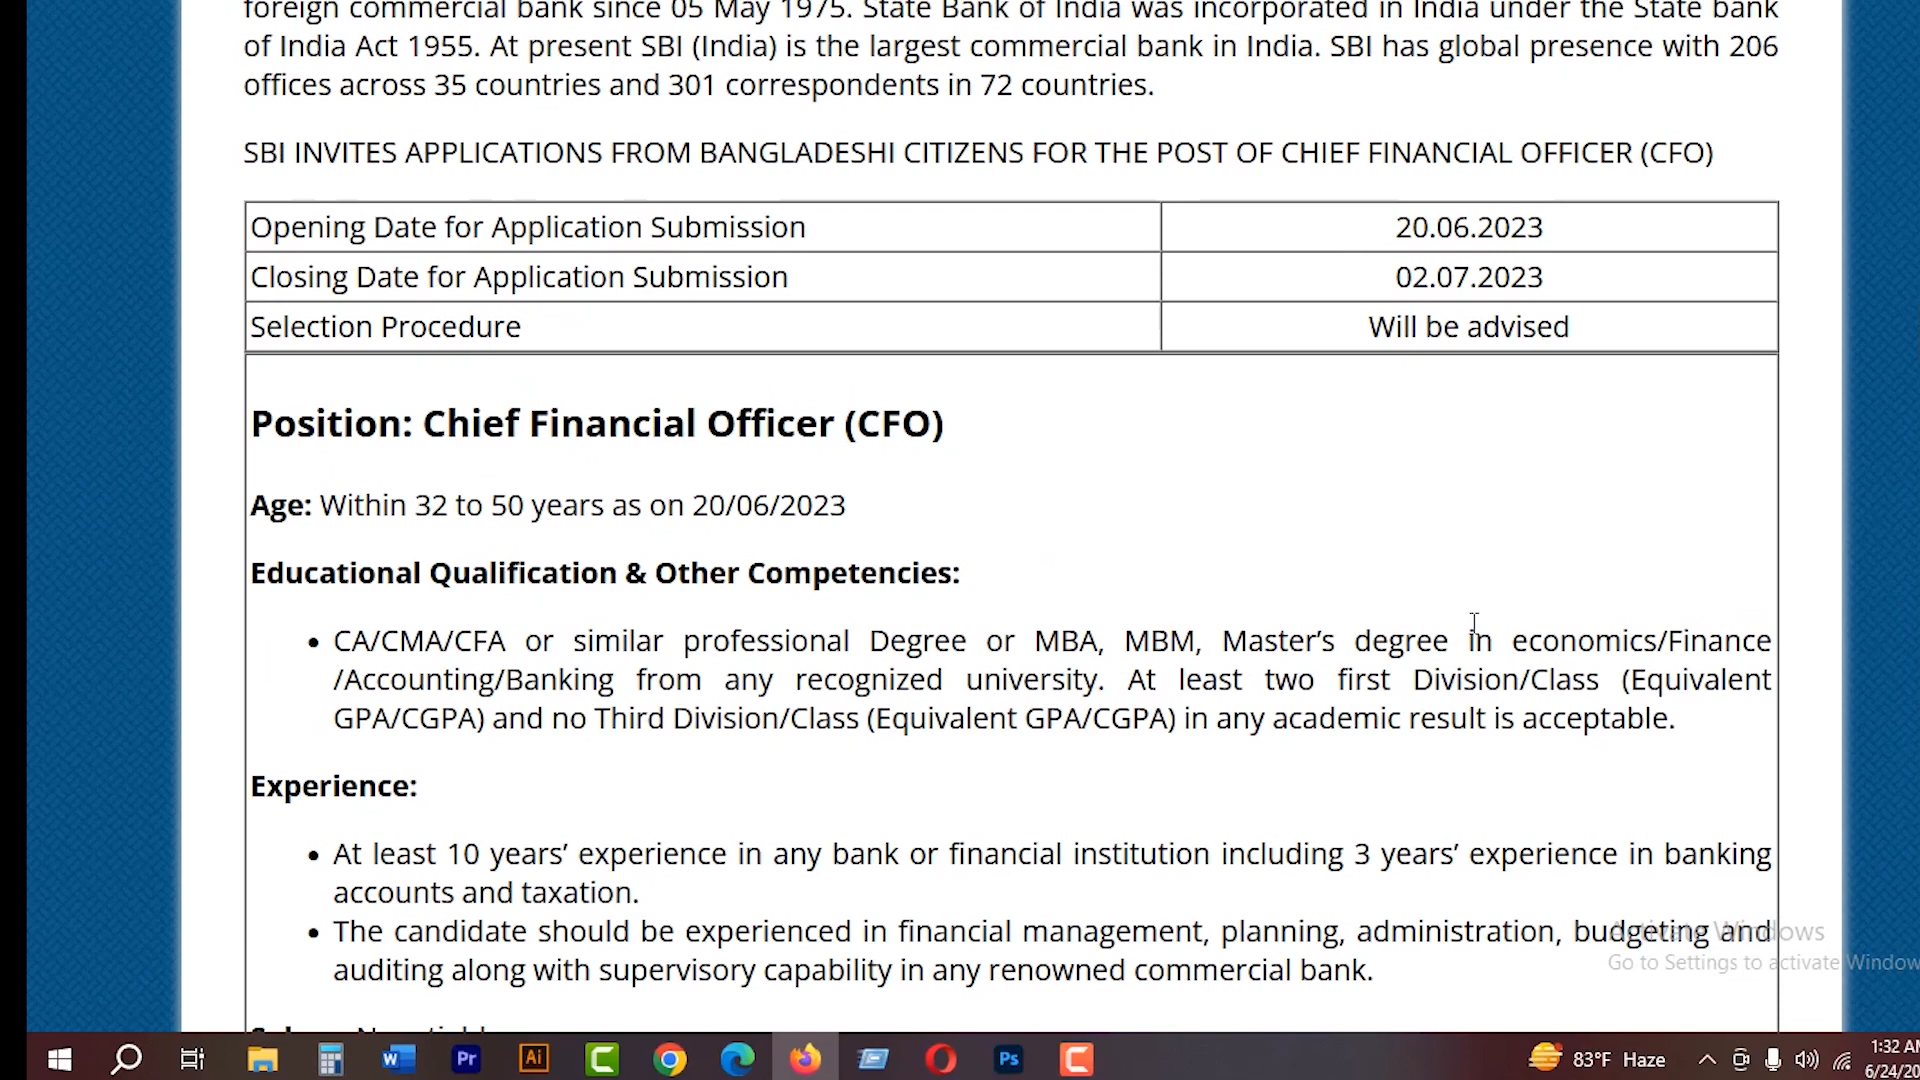 foreign commercial bank since 05 May 1975. State Bank of India was incorporated in India under the State bank
of India Act 1955. At present SBI (India) is the largest commercial bank in India. SBI has global presence with 206
offices across 35 countries and 301 correspondents in 72 countries.
SBI INVITES APPLICATIONS FROM BANGLADESHI CITIZENS FOR THE POST OF CHIEF FINANCIAL OFFICER (CFO)
Opening Date for Application Submission 20.06.2023
Closing Date for Application Submission 02.07.2023
Selection Procedure Will be advised
Position: Chief Financial Officer (CFO)
Age: Within 32 to 50 years as on 20/06/2023
Educational Qualification & Other Competencies:
• CA/CMA/CFA or similar professional Degree or MBA, MBM, Master’s degree in economics/Finance
/Accounting/Banking from any recognized university. At least two first Division/Class (Equivalent
GPA/CGPA) and no Third Division/Class (Equivalent GPA/CGPA) in any academic result is acceptable.
Experience:
• At least 10 years’ experience in any bank or financial institution including 3 years’ experience in banking
accounts and taxation.
• The candidate should be experienced in financial management, planning, administration, budgeting and
auditing along with supervisory capability in any renowned commercial bank.
Activate Windows
Go to Settings to activate Window
W
Pr
Ai
C
Ps
C
83°F Haze
1:32 AM
6/24/20